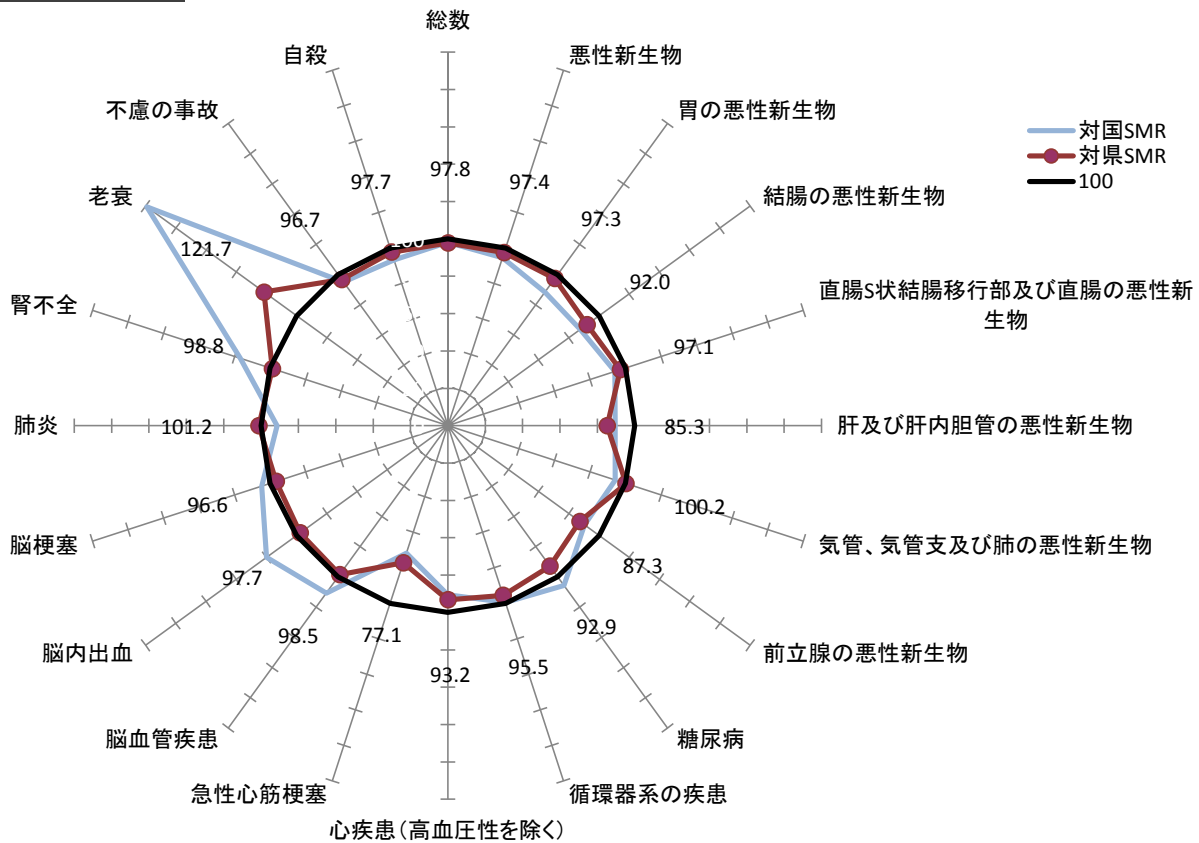 総数
自殺
悪性新生物
不慮の事故
胃の悪性新生物
対国SMR
対県SMR
100
老衰
結腸の悪性新生物
腎不全
直腸S状結腸移行部及び直腸の悪性新
生物
肺炎
肝及び肝内胆管の悪性新生物
脳梗塞
気管、気管支及び肺の悪性新生物
脳内出血
前立腺の悪性新生物
脳血管疾患
糖尿病
急性心筋梗塞
循環器系の疾患
心疾患(高血圧性を除く)
97.8
97.4
97.3
92.0
97.1
85.3
100.2
87.3
92.9
95.5
93.2
77.1
98.5
97.7
96.6
101.2
98.8
121.7
96.7
97.7
100